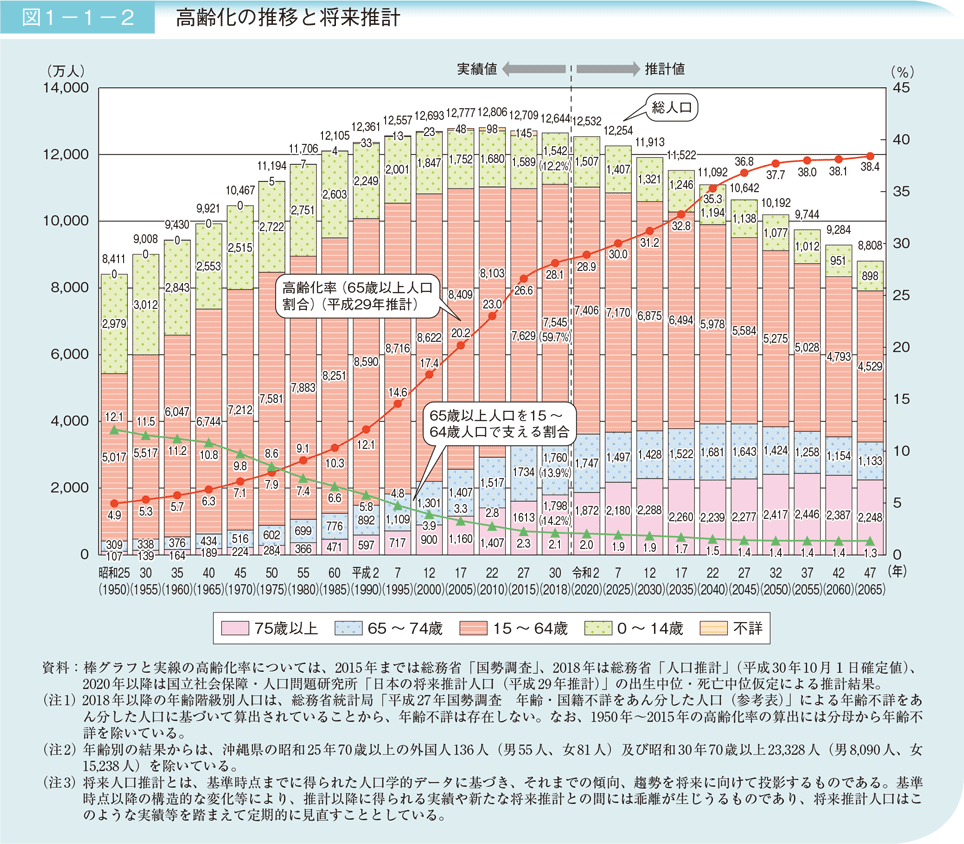 図1－1－2 高齢化の推移と将来推計
（万人） 実績値 推計値 （%）
14,000 12,000 10,000 8,000 6,000 4,000 2,000 0
45 40 35 30 25 20 15 10 5 0
総人口
8,411 9,008 9,430 9,921 10,467 11,194 11,706 12,105 12,361 12,557 12,693 12,777 12,806 12,709 12,644 12,532 12,254 11,913 11,522 11,092 10,642 10,192 9,744 9,284 8,808
0 0 0 0 0 5 7 4 33 13 23 48 98 145
2,979 3,012 2,843 2,553 2,515 2,722 2,751 2,603 2,249 2,001 1,847 1,752 1,680 1,589 1,542 (12.2%) 1,507 1,407 1,321 1,246 1,194 1,138 1,077 1,012 951 898
高齢化率（65歳以上人口
割合）（平成29年推計）
4.9 5.3 5.7 6.3 7.1 7.9 9.1 10.3 12.1 14.6 17.4 20.2 23.0 26.6 28.1 28.9 30.0 31.2 32.8 35.3 36.8 37.7 38.0 38.1 38.4
5,017 5,517 6,047 6,744 7,212 7,581 7,883 8,251 8,590 8,716 8,622 8,409 8,103 7,629 7,545 (59.7%) 7,406 7,170 6,875 6,494 5,978 5,584 5,275 5,028 4,793 4,529
65歳以上人口を15～
64歳人口で支える割合
12.1 11.5 11.2 10.8 9.8 8.6 7.4 6.6 5.8 4.8 3.9 3.3 2.8 2.3 2.1 2.0 1.9 1.9 1.7 1.5 1.4 1.4 1.4 1.4 1.3
309 338 376 434 516 602 699 776 892 1,109 1,301 1,407 1,517 1734 1,760 (13.9%) 1,747 1,497 1,428 1,522 1,681 1,643 1,424 1,258 1,154 1,133
107 139 164 189 224 284 366 471 597 717 900 1,160 1,407 1613 1,798 (14.2%) 1,872 2,180 2,288 2,260 2,239 2,277 2,417 2,446 2,387 2,248
昭和25 30 35 40 45 50 55 60 平成2 7 12 17 22 27 30 令和2 7 12 17 22 27 32 37 42 47 （年）
(1950) (1955) (1960) (1965) (1970) (1975) (1980) (1985) (1990) (1995) (2000) (2005) (2010) (2015) (2018) (2020) (2025) (2030) (2035) (2040) (2045) (2050) (2055) (2060) (2065)
75歳以上 65～74歳 15～64歳 0～14歳 不詳
資料：棒グラフと実線の高齢化率については、2015年までは総務省「国勢調査」、2018年は総務省「人口推計」（平成30年10月1日確定値）、
2020年以降は国立社会保障・人口問題研究所「日本の将来推計人口（平成29年推計）」の出生中位・死亡中位仮定による推計結果。
（注1）2018年以降の年齢階級別人口は、総務省統計局「平成27年国勢調査　年齢・国籍不詳をあん分した人口（参考表）」による年齢不詳をあ
ん分した人口に基づいて算出されていることから、年齢不詳は存在しない。なお、1950年～2015年の高齢化率の算出には分母から年齢不
詳を除いている。
（注2）年齢別の結果からは、沖縄県の昭和25年70歳以上の外国人136人（男55人、女81人）及び昭和30年70歳以上23,328人（男8,090人、女
15,238人）を除いている。
（注3）将来人口推計とは、基準時点までに得られた人口学的データに基づき、それまでの傾向、趨勢を将来に向けて投影するものである。基準
時点以降の構造的な変化等により、推計以降に得られる実績や新たな将来推計との間には乖離が生じうるものであり、将来推計人口はこ
のような実績等を踏まえて定期的に見直すこととしている。